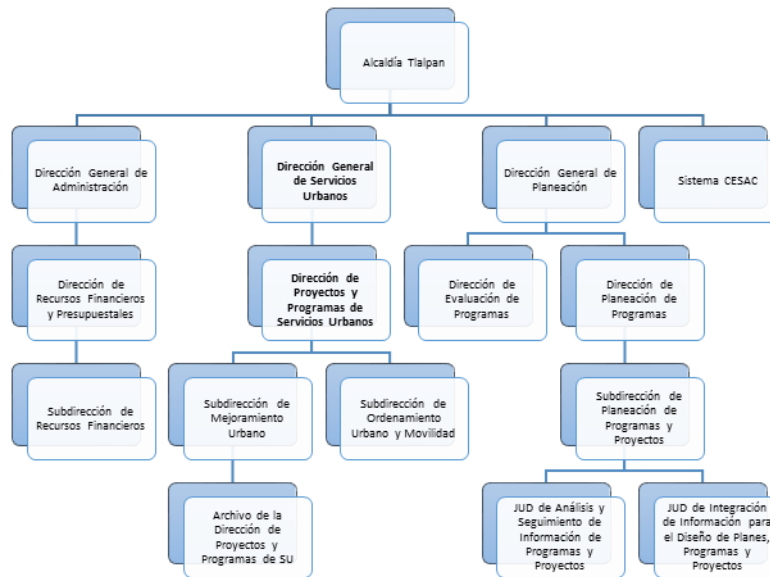 Alcaldía Tlalpan
Dirección General de
Administración
Dirección General
de Servicios
Urbanos
Dirección General de
Planeación
Sistema CESAC
Dirección de
Recursos Financieros
y Presupuestales
Dirección de
Proyectos y
Programas de
Servicios Urbanos
Dirección de
Evaluación de
Programas
Dirección de
Planeación de
Programas
Subdirección de
Recursos Financieros
Subdirección de
Mejoramiento
Urbano
Subdirección de
Ordenamiento
Urbano y Movilidad
Subdirección de
Planeación de
Programas y
Proyectos
Archivo de la
Dirección de
Proyectos y
Programas de SU
JUD de Análisis y
Seguimiento de
Información de
Programas y
Proyectos
JUD de Integración
de Información para
el Diseño de Planes,
Programas y
Proyectos